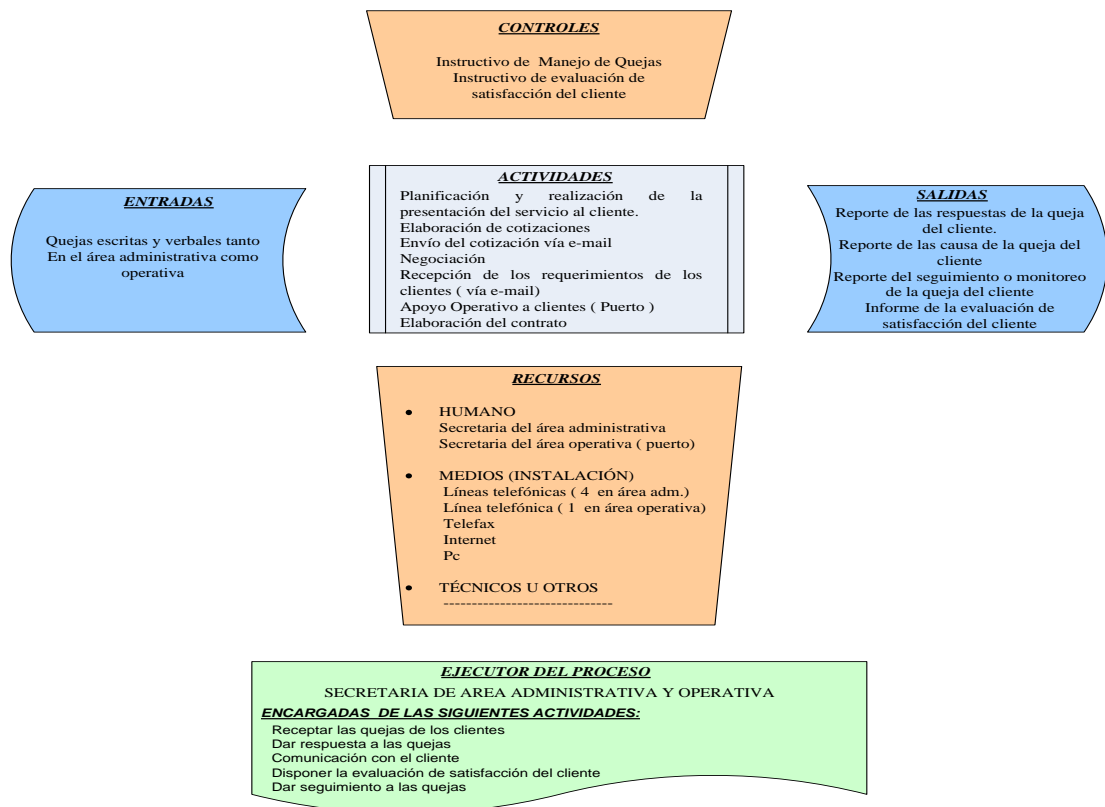 CONTROLES
Instructivo de Manejo de Quejas
Instructivo de evaluación de
satisfacción del cliente
ENTRADAS
Quejas escritas y verbales tanto
En el área administrativa como
operativa
ACTIVIDADES
Planificación y realización de la
presentación del servicio al cliente.
Elaboración de cotizaciones
Envío del cotización vía e-mail
Negociación
Recepción de los requerimientos de los
clientes ( vía e-mail)
Apoyo Operativo a clientes ( Puerto )
Elaboración del contrato
SALIDAS
Reporte de las respuestas de la queja
del cliente.
Reporte de las causa de la queja del
cliente
Reporte del seguimiento o monitoreo
de la queja del cliente
Informe de la evaluación de
satisfacción del cliente
RECURSOS
• HUMANO
Secretaria del área administrativa
Secretaria del área operativa ( puerto)
• MEDIOS (INSTALACIÓN)
Líneas telefónicas ( 4 en área adm.)
Línea telefónica ( 1 en área operativa)
Telefax
Internet
Pc
• TÉCNICOS U OTROS
------------------------------
EJECUTOR DEL PROCESO
SECRETARIA DE AREA ADMINISTRATIVA Y OPERATIVA
ENCARGADAS DE LAS SIGUIENTES ACTIVIDADES:
Receptar las quejas de los clientes
Dar respuesta a las quejas
Comunicación con el cliente
Disponer la evaluación de satisfacción del cliente
Dar seguimiento a las quejas